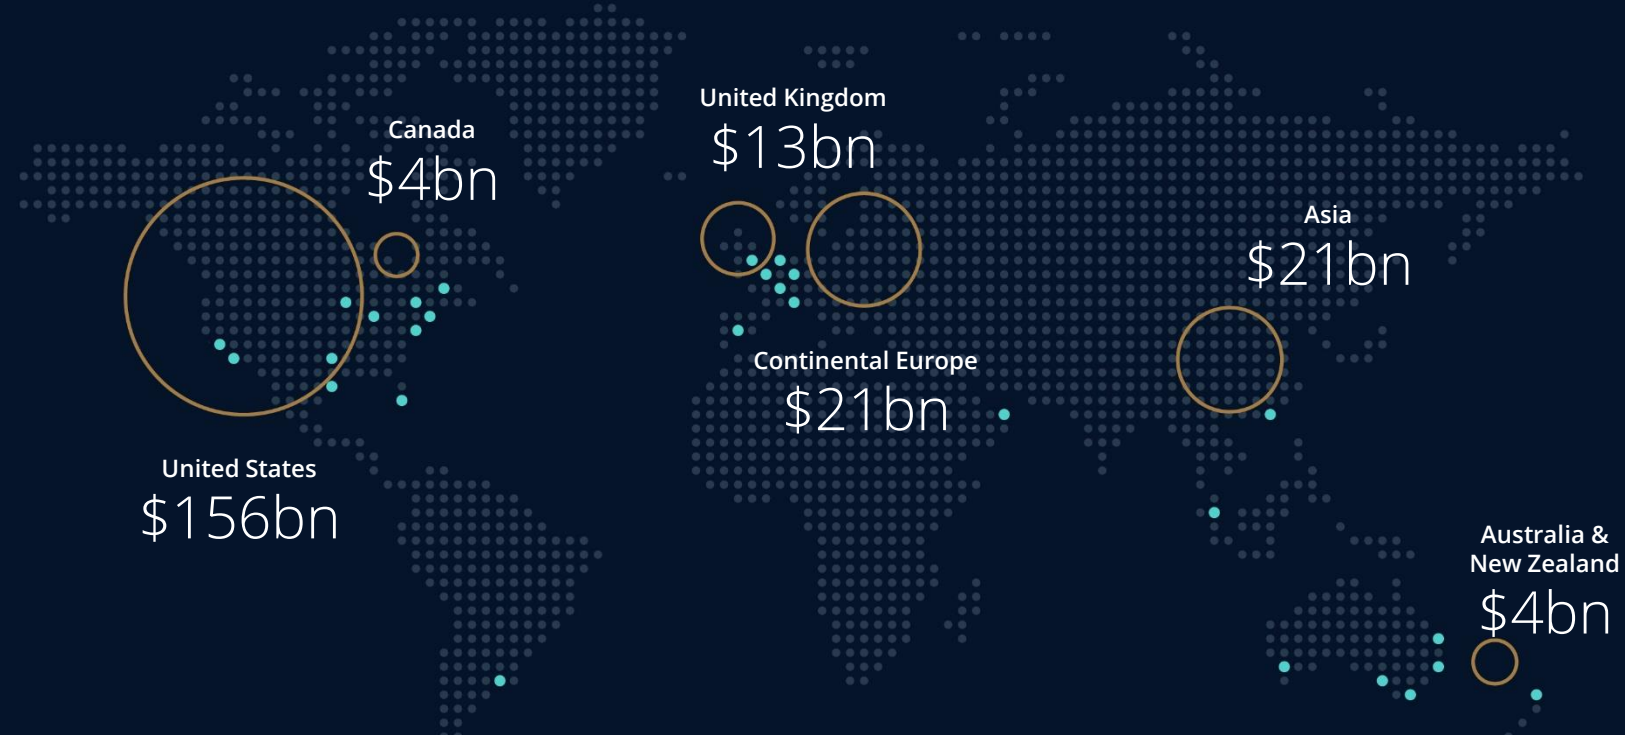 United Kingdom
$13bn
Canada
$4bn
Asia
$21bn
Continental Europe
$21bn
United States
$156bn
Australia &
New Zealand
$4bn